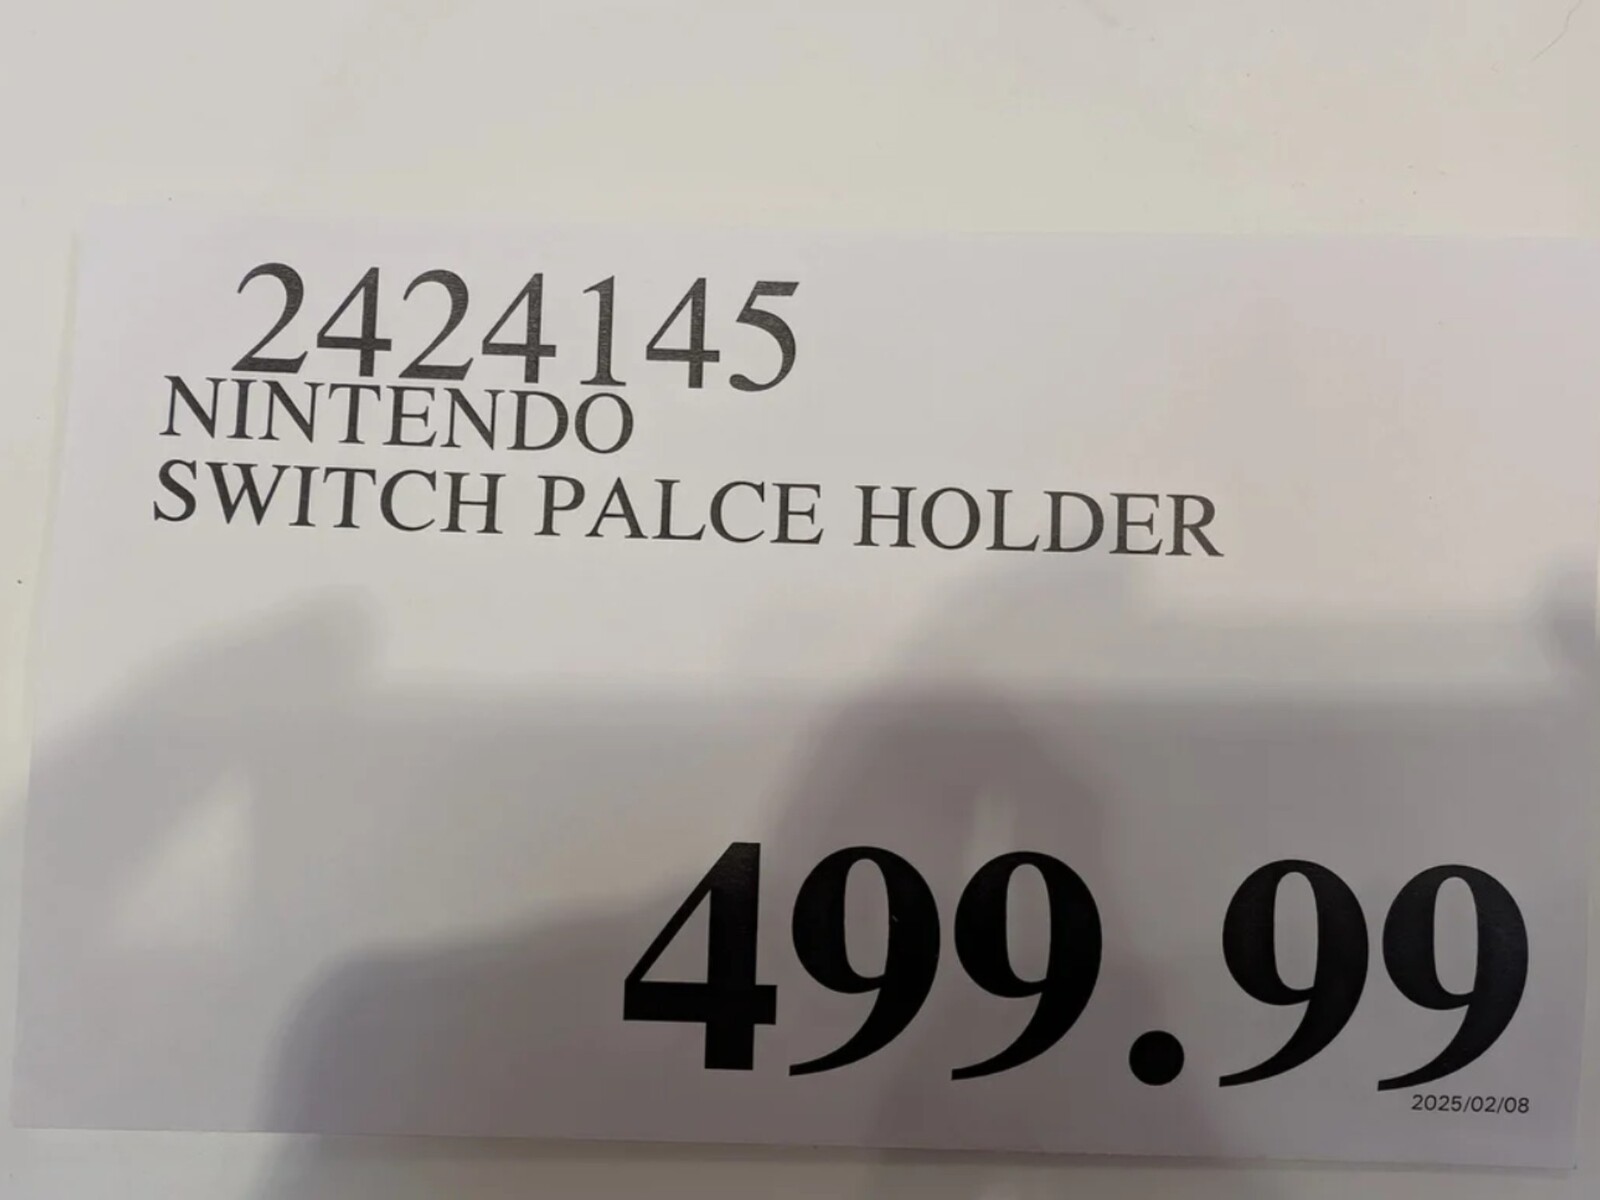 2424145
NINTENDO
SWITCH PALCE HOLDER
499.99
2025/02/08